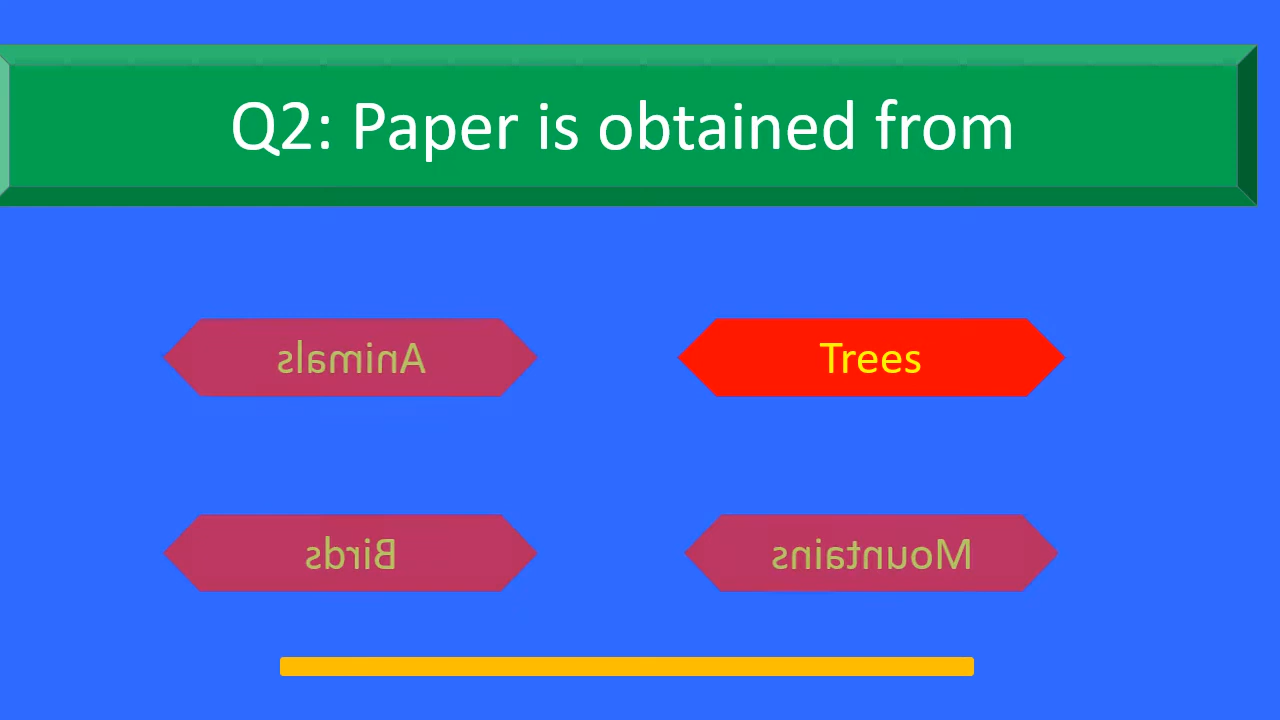 Q2: Paper is obtained from
Animals
Trees
Birds
Mountains